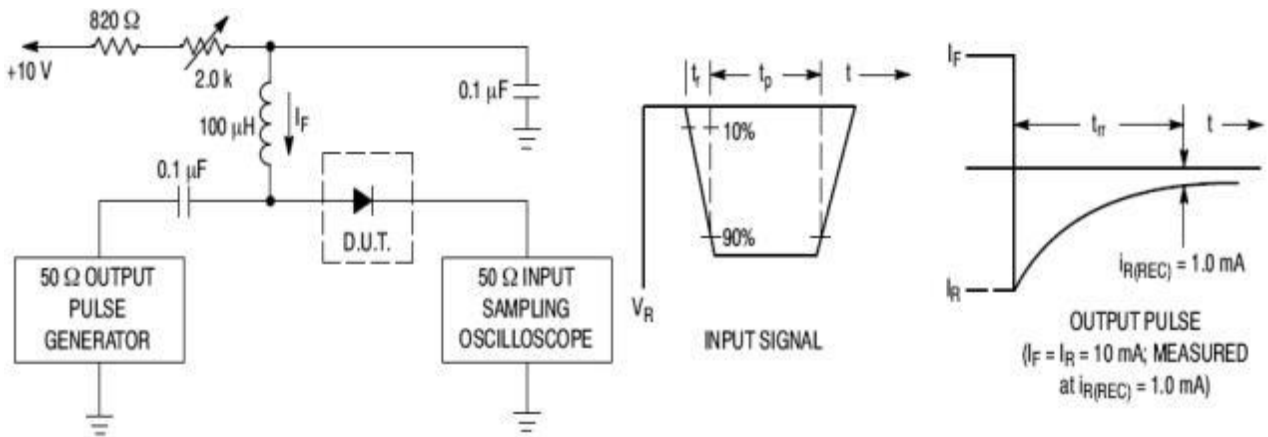 820 Ω
+10 V
2.0 k
100 μH
I_F
0.1 μF
0.1 μF
D.U.T.
50 Ω OUTPUT
PULSE
GENERATOR
50 Ω INPUT
SAMPLING
OSCILLOSCOPE
t_r
t_p
t
10%
90%
V_R
INPUT SIGNAL
I_F
t_rr
t
I_R
i_R(REC) = 1.0 mA
OUTPUT PULSE
(I_F = I_R = 10 mA; MEASURED
at i_R(REC) = 1.0 mA)